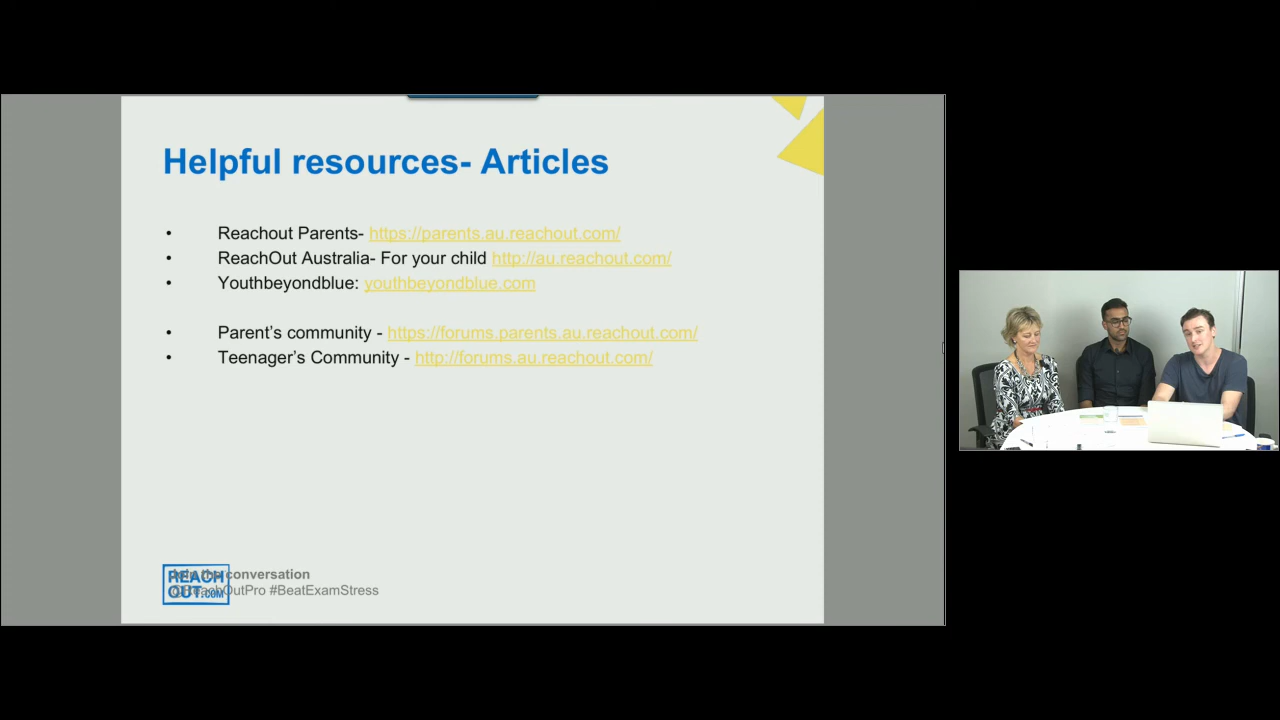 Helpful resources- Articles
• Reachout Parents- https://parents.au.reachout.com/
• ReachOut Australia- For your child http://au.reachout.com/
• Youthbeyondblue: youthbeyondblue.com
• Parent’s community - https://forums.parents.au.reachout.com/
• Teenager’s Community - http://forums.au.reachout.com/
Join the conversation
@ReachOutPro #BeatExamStress
REACH
OUT.COM